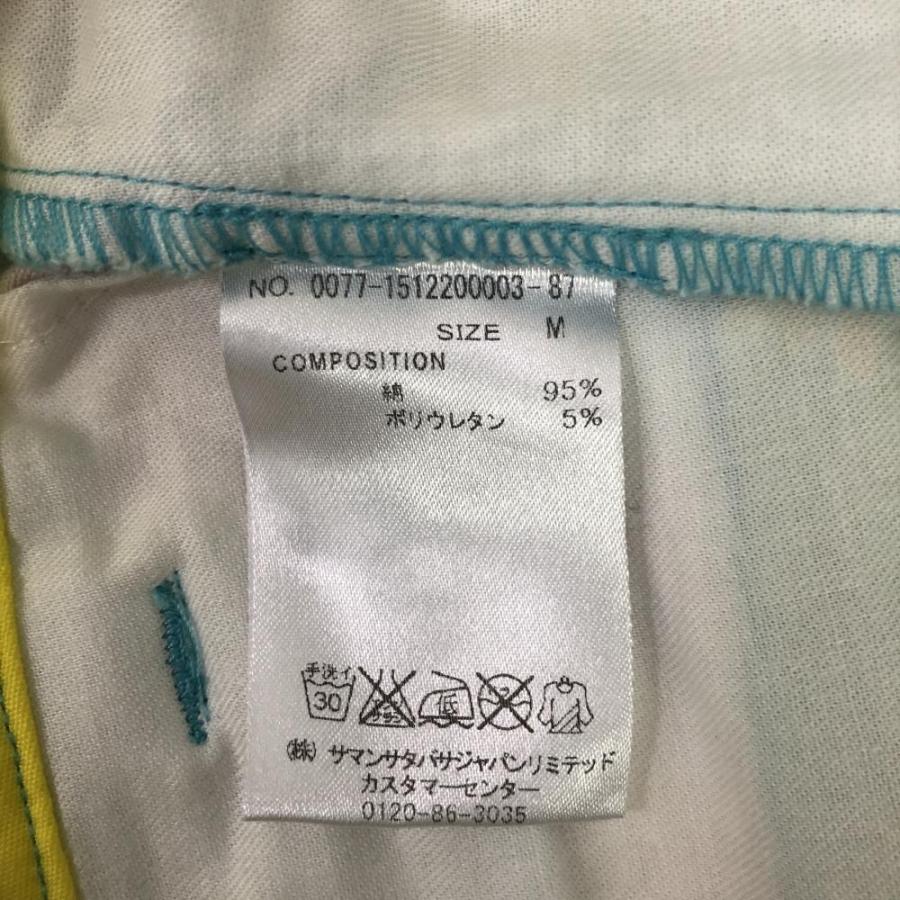 NO. 0077-1512200003-87
SIZE M
COMPOSITION
綿 95%
ポリウレタン 5%
手洗イ
30 低
(株) サマンサタバサジャパンリミテッド
カスタマーセンター
0120-86-3035